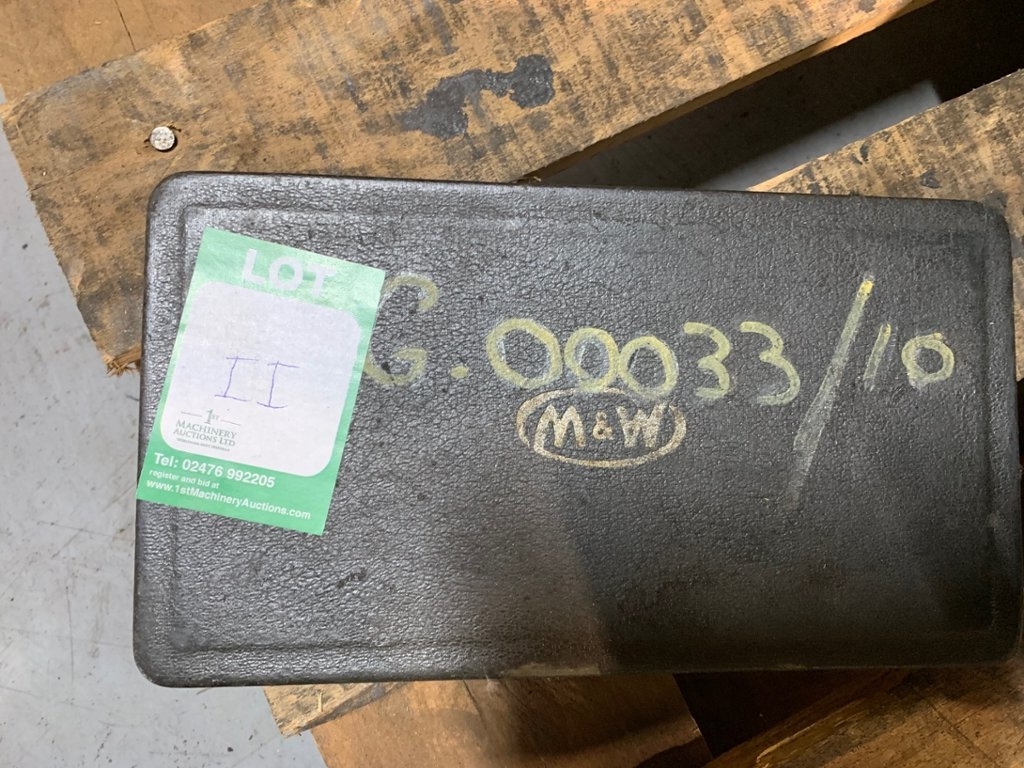 LOT
II
1ST
MACHINERY
AUCTIONS LTD
Tel: 02476 992205
register and bid at
www.1stMachineryAuctions.com
G.00033/10
M&W